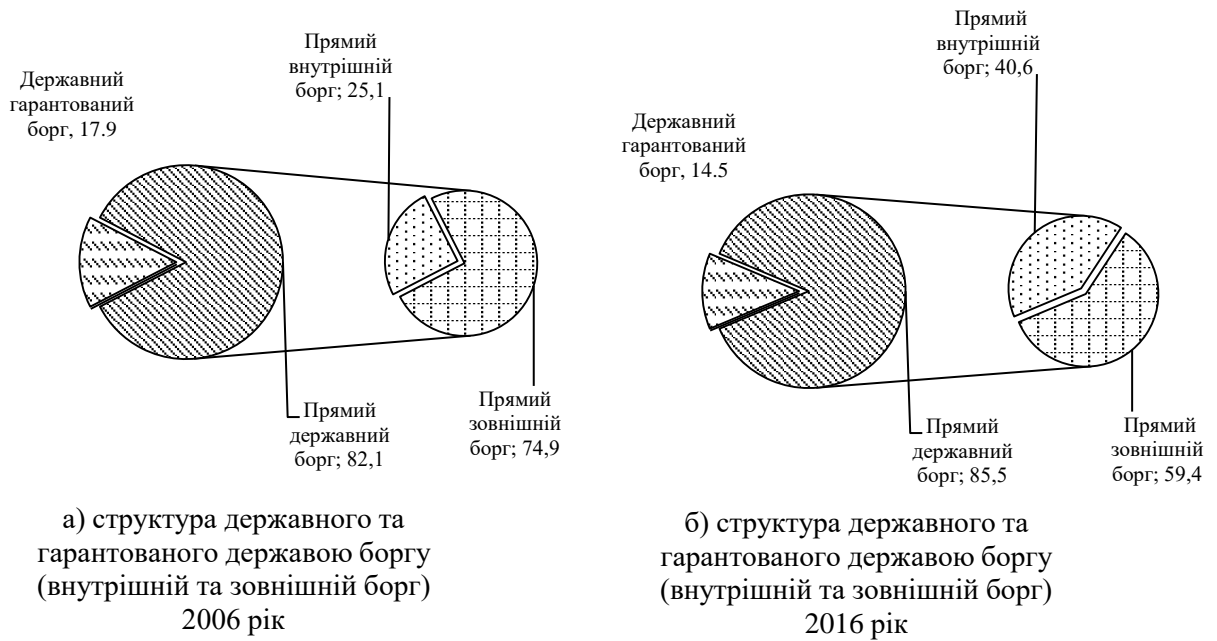 Державний
гарантований
борг, 17.9
Прямий
внутрішній
борг; 25,1
Прямий
державний
борг; 82,1
Прямий
зовнішній
борг; 74,9
а) структура державного та
гарантованого державою боргу
(внутрішній та зовнішній борг)
2006 рік
Державний
гарантований
борг, 14.5
Прямий
внутрішній
борг; 40,6
Прямий
державний
борг; 85,5
Прямий
зовнішній
борг; 59,4
б) структура державного та
гарантованого державою боргу
(внутрішній та зовнішній борг)
2016 рік